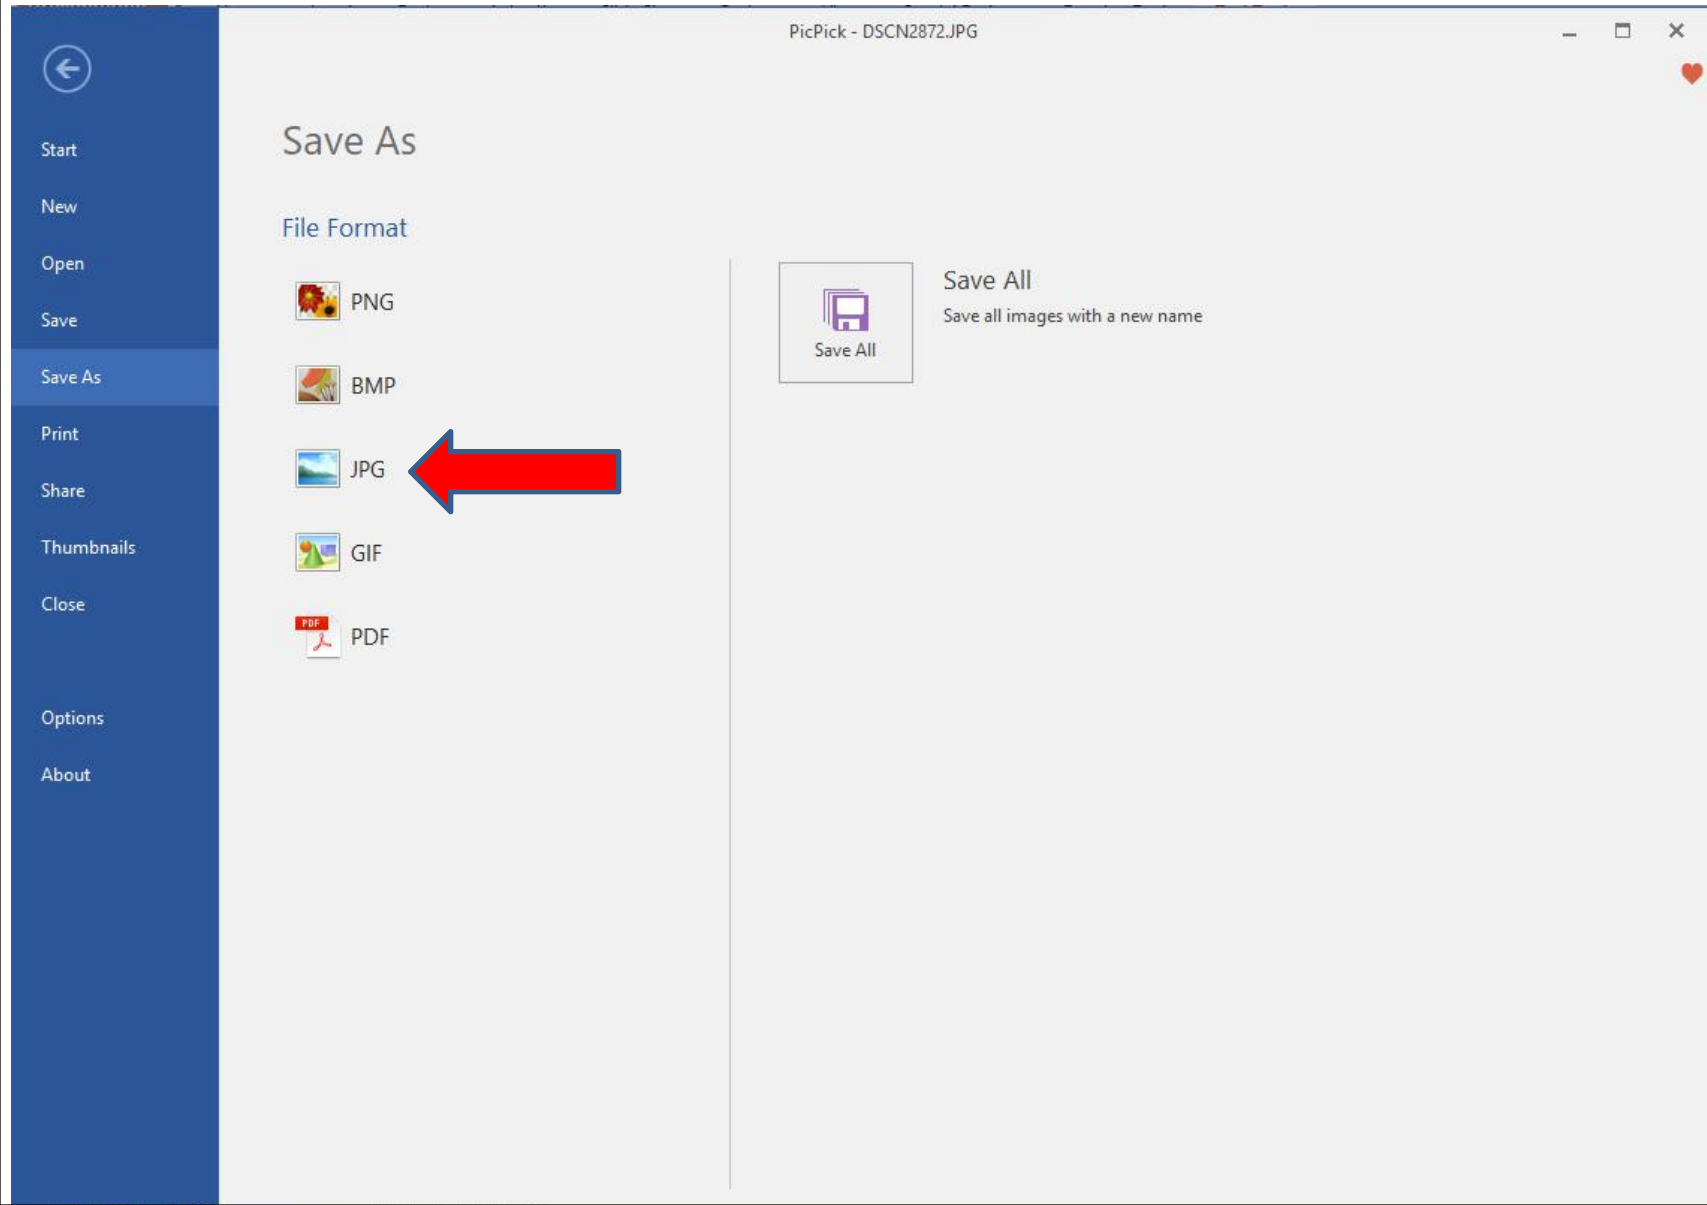 PicPick - DSCN2872.JPG
Start
New
Open
Save
Save As
Print
Share
Thumbnails
Close
Options
About
Save As
File Format
PNG
BMP
JPG
GIF
PDF
PDF
Save All
Save All
Save all images with a new name